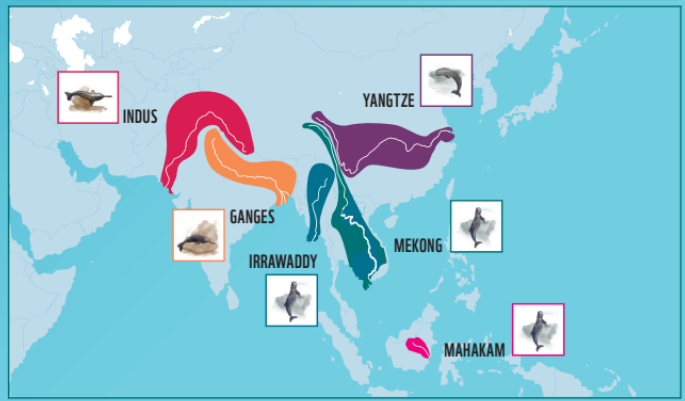 YANGTZE
INDUS
GANGES
MEKONG
IRRAWADDY
MAHAKAM